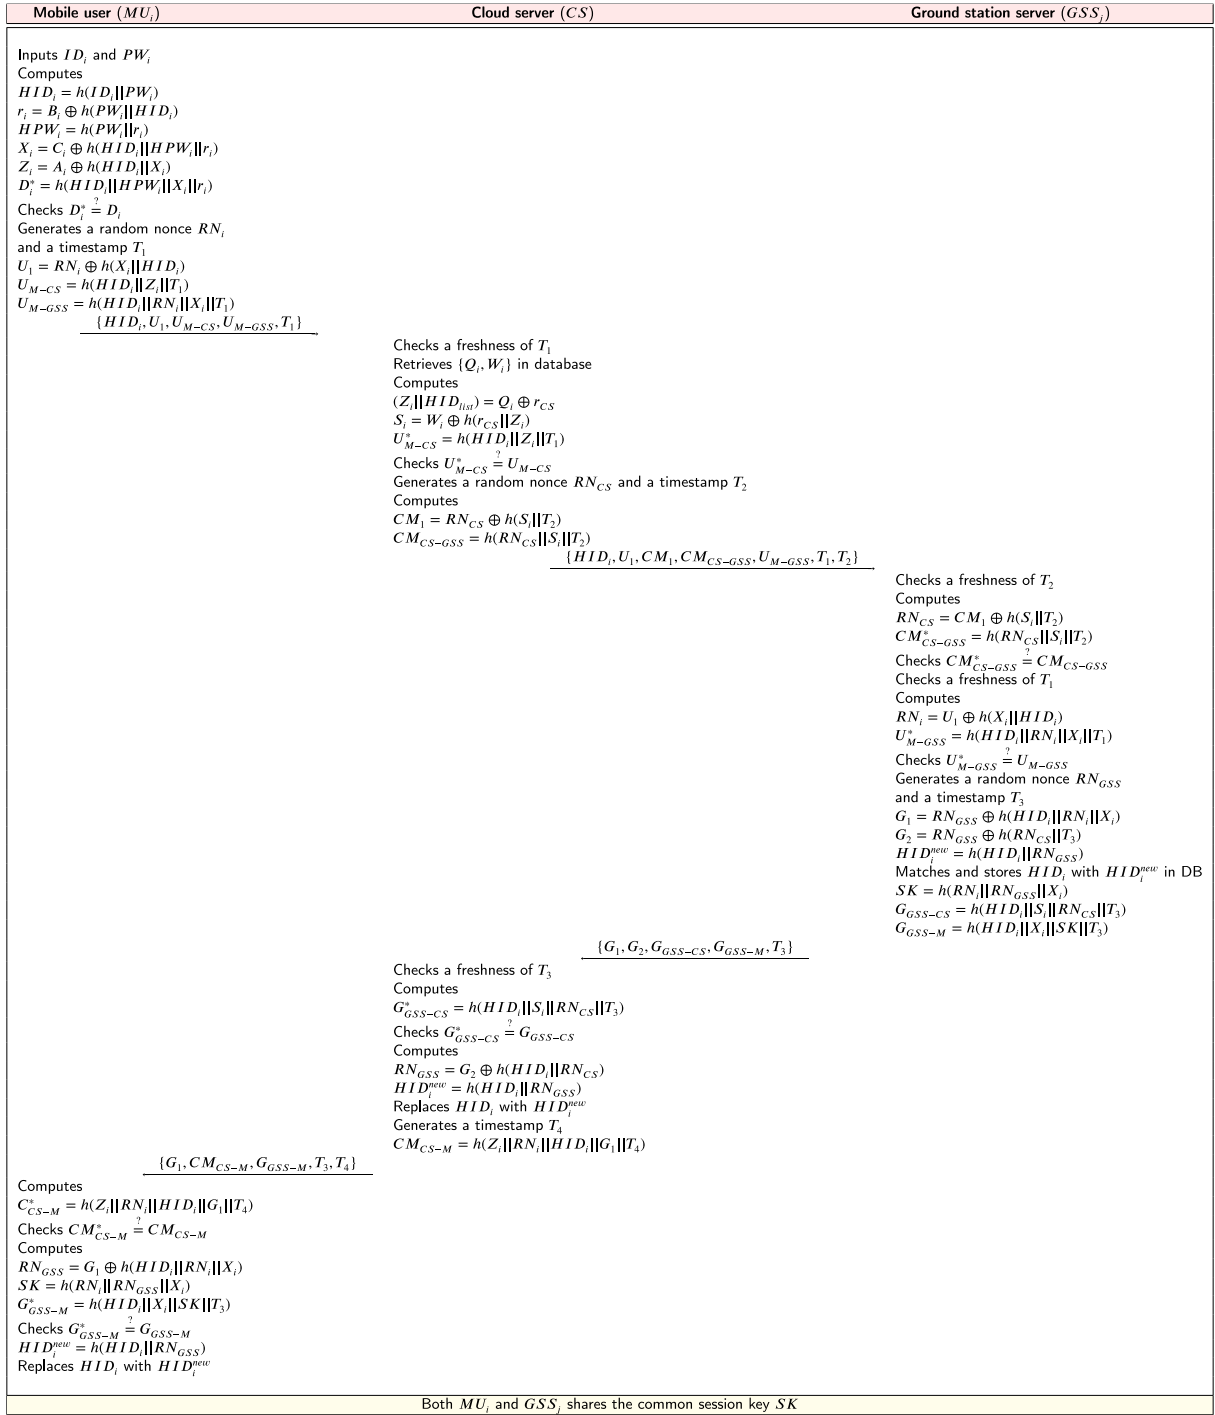 Mobile user (MU_i) Cloud server (CS) Ground station server (GSS_j)
Inputs ID_i and PW_i
Computes
HID_i = h(ID_i||PW_i)
r_i = B_i ⊕ h(PW_i||HID_i)
HPW_i = h(PW_i||r_i)
X_i = C_i ⊕ h(HID_i||HPW_i||r_i)
Z_i = A_i ⊕ h(HID_i||X_i)
D_i^* = h(HID_i||HPW_i||X_i||r_i)
Checks D_i^* ≟ D_i
Generates a random nonce RN_i
and a timestamp T_1
U_1 = RN_i ⊕ h(X_i||HID_i)
U_{M−CS} = h(HID_i||Z_i||T_1)
U_{M−GSS} = h(HID_i||RN_i||X_i||T_1)
{HID_i, U_1, U_{M−CS}, U_{M−GSS}, T_1}
Checks a freshness of T_1
Retrieves {Q_i, W_i} in database
Computes
(Z_i||HID_{list}) = Q_i ⊕ r_{CS}
S_i = W_i ⊕ h(r_{CS}||Z_i)
U^*_{M−CS} = h(HID_i||Z_i||T_1)
Checks U^*_{M−CS} ≟ U_{M−CS}
Generates a random nonce RN_{CS} and a timestamp T_2
Computes
CM_1 = RN_{CS} ⊕ h(S_i||T_2)
CM_{CS−GSS} = h(RN_{CS}||S_i||T_2)
{HID_i, U_1, CM_1, CM_{CS−GSS}, U_{M−GSS}, T_1, T_2}
Checks a freshness of T_2
Computes
RN_{CS} = CM_1 ⊕ h(S_i||T_2)
CM^*_{CS−GSS} = h(RN_{CS}||S_i||T_2)
Checks CM^*_{CS−GSS} ≟ CM_{CS−GSS}
Checks a freshness of T_1
Computes
RN_i = U_1 ⊕ h(X_i||HID_i)
U^*_{M−GSS} = h(HID_i||RN_i||X_i||T_1)
Checks U^*_{M−GSS} ≟ U_{M−GSS}
Generates a random nonce RN_{GSS}
and a timestamp T_3
G_1 = RN_{GSS} ⊕ h(HID_i||RN_i||X_i)
G_2 = RN_{GSS} ⊕ h(RN_{CS}||T_3)
HID_i^{new} = h(HID_i||RN_{GSS})
Matches and stores HID_i with HID_i^{new} in DB
SK = h(RN_i||RN_{GSS}||X_i)
G_{GSS−CS} = h(HID_i||S_i||RN_{CS}||T_3)
G_{GSS−M} = h(HID_i||X_i||SK||T_3)
{G_1, G_2, G_{GSS−CS}, G_{GSS−M}, T_3}
Checks a freshness of T_3
Computes
G^*_{GSS−CS} = h(HID_i||S_i||RN_{CS}||T_3)
Checks G^*_{GSS−CS} ≟ G_{GSS−CS}
Computes
RN_{GSS} = G_2 ⊕ h(HID_i||RN_{CS})
HID_i^{new} = h(HID_i||RN_{GSS})
Replaces HID_i with HID_i^{new}
Generates a timestamp T_4
CM_{CS−M} = h(Z_i||RN_i||HID_i||G_1||T_4)
{G_1, CM_{CS−M}, G_{GSS−M}, T_3, T_4}
Computes
C^*_{CS−M} = h(Z_i||RN_i||HID_i||G_1||T_4)
Checks CM^*_{CS−M} ≟ CM_{CS−M}
Computes
RN_{GSS} = G_1 ⊕ h(HID_i||RN_i||X_i)
SK = h(RN_i||RN_{GSS}||X_i)
G^*_{GSS−M} = h(HID_i||X_i||SK||T_3)
Checks G^*_{GSS−M} ≟ G_{GSS−M}
HID_i^{new} = h(HID_i||RN_{GSS})
Replaces HID_i with HID_i^{new}
Both MU_i and GSS_j shares the common session key SK